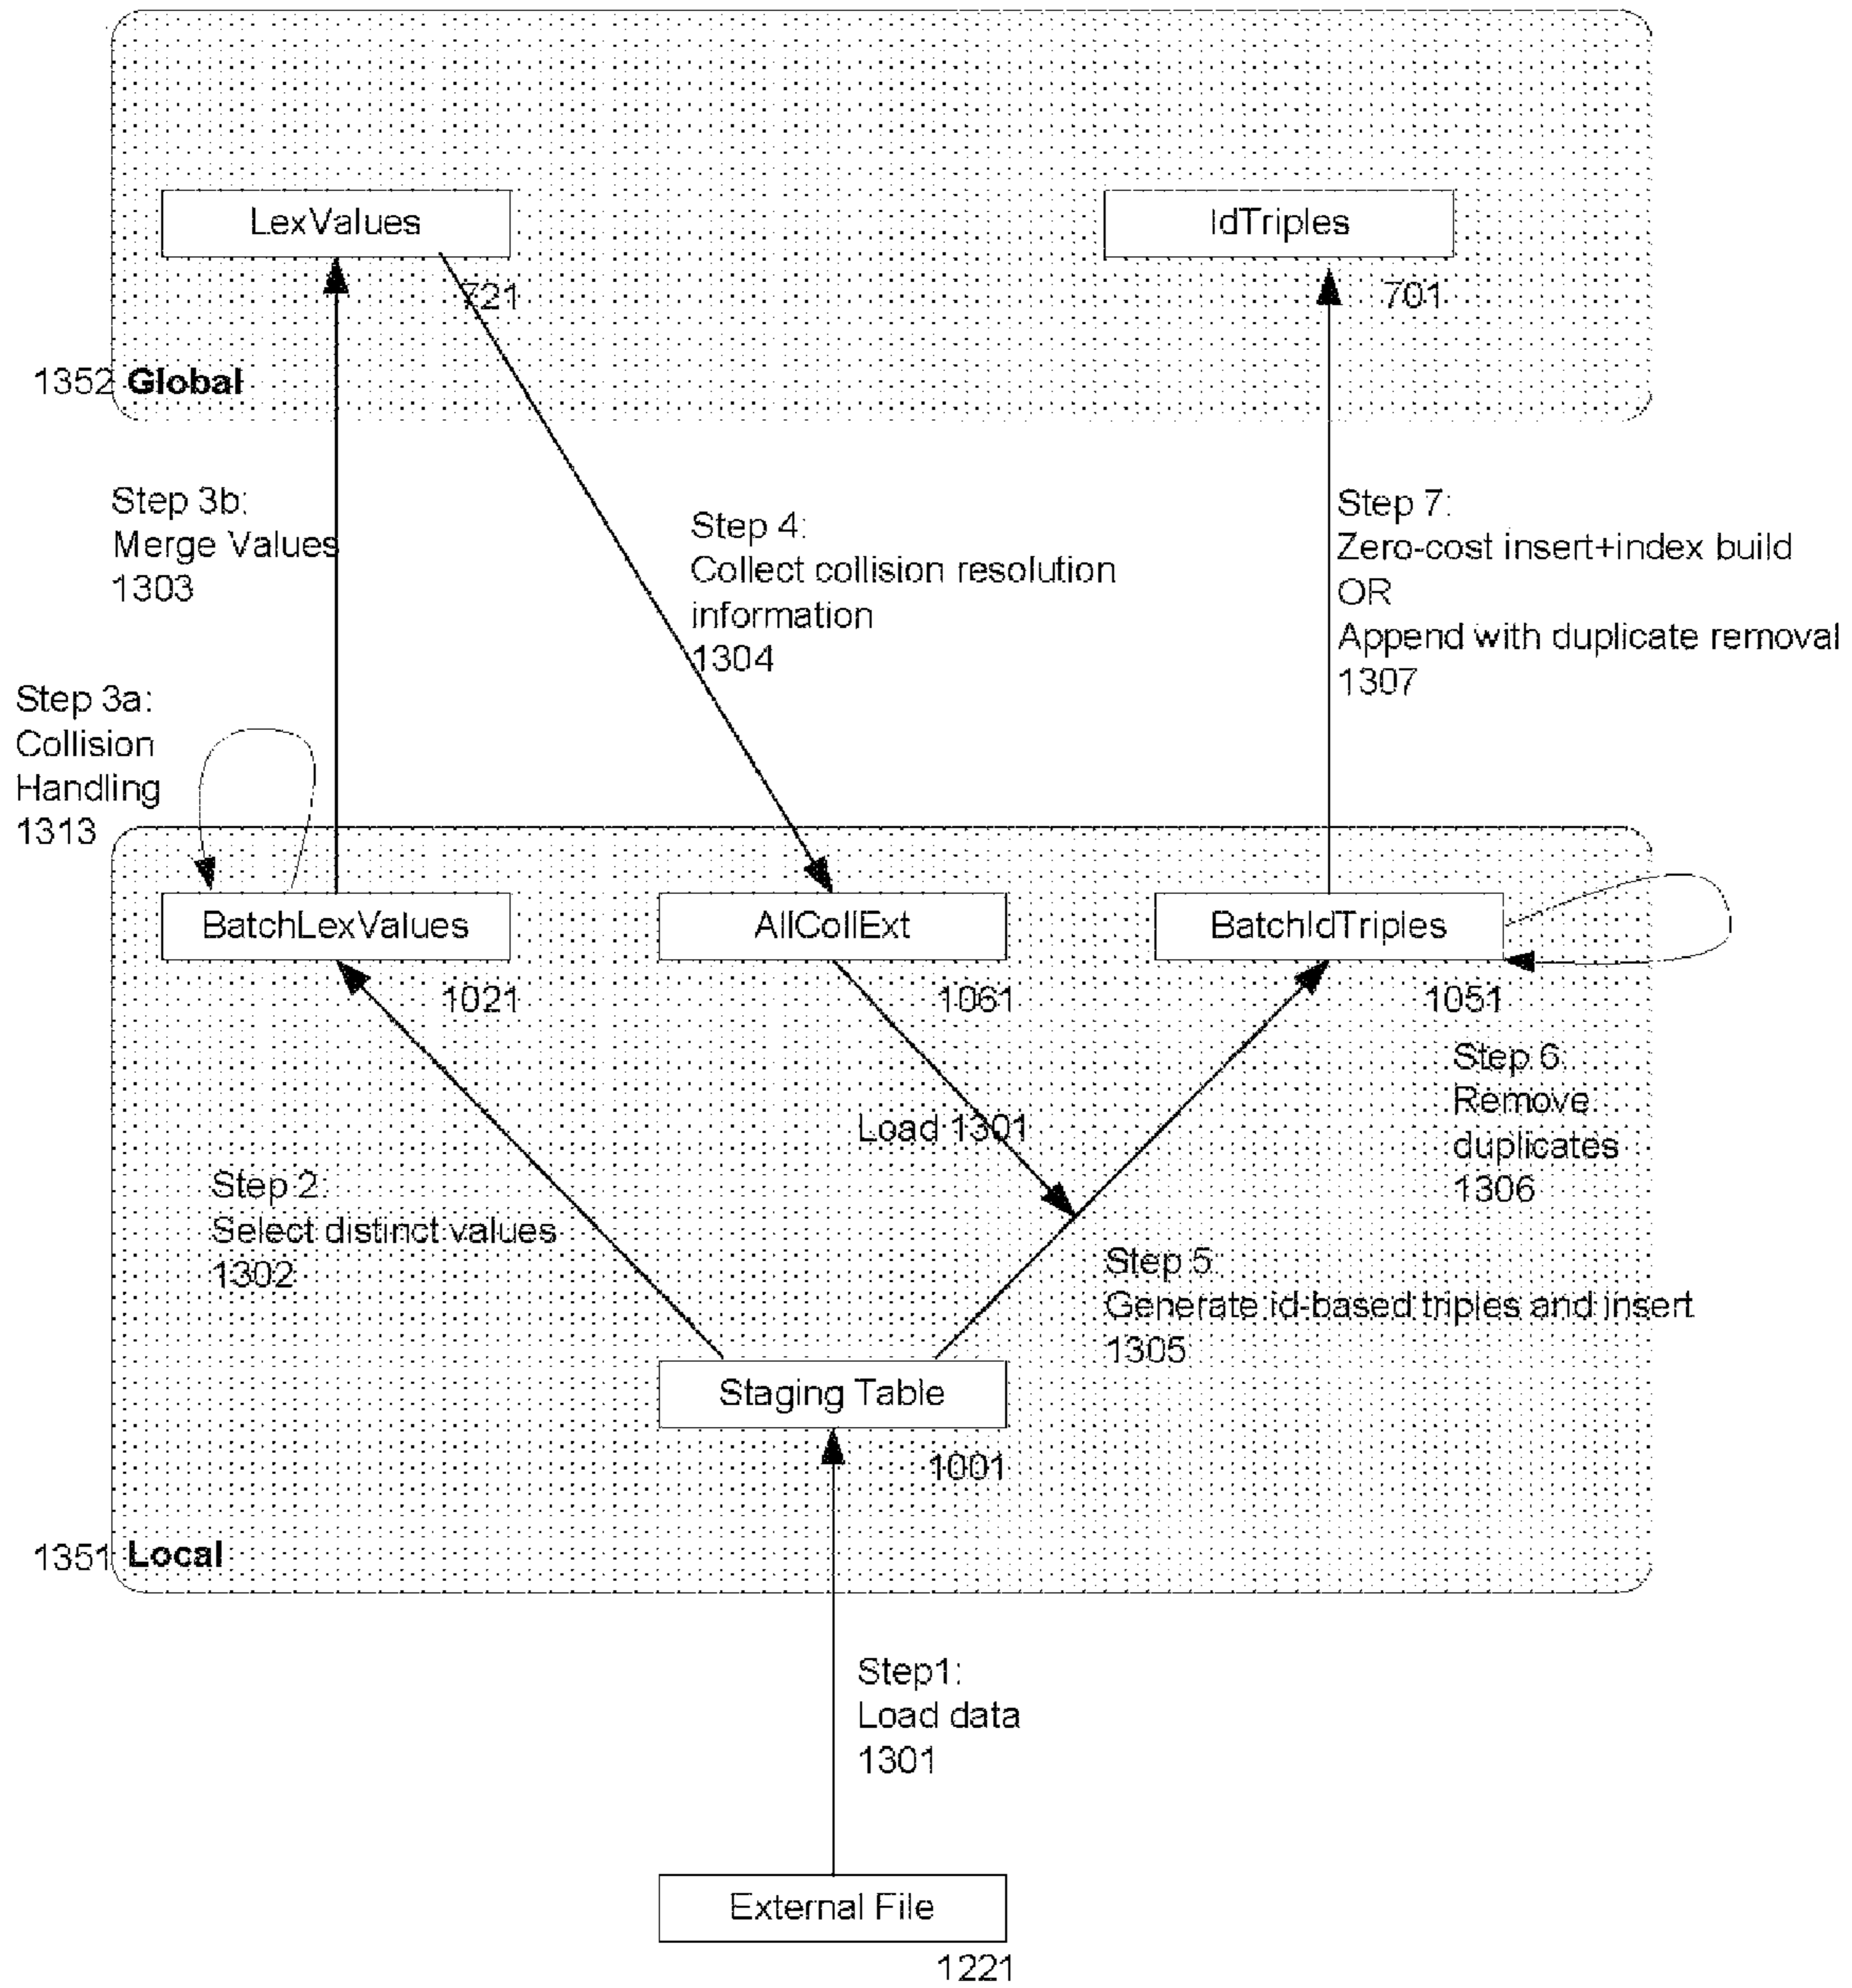 LexValues
IdTriples
721
701
1352 Global
Step 3b:
Merge Values
1303
Step 4:
Collect collision resolution
information
1304
Step 7:
Zero-cost insert+index build
OR
Append with duplicate removal
1307
Step 3a:
Collision
Handling
1313
BatchLexValues
AllCollExt
BatchIdTriples
1021
1061
1051
Step 6:
Remove
duplicates
1306
Load 1301
Step 2:
Select distinct values
1302
Step 5:
Generate id-based triples and insert
1305
Staging Table
1001
1351 Local
Step1:
Load data
1301
External File
1221